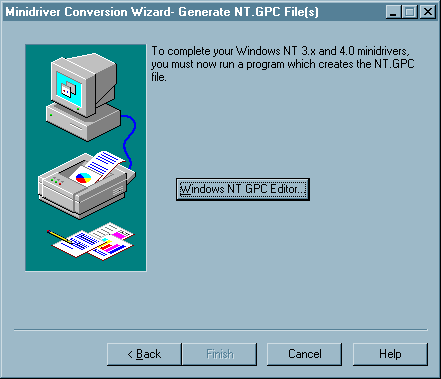 Minidriver Conversion Wizard- Generate NT.GPC File(s)
To complete your Windows NT 3.x and 4.0 minidrivers,
you must now run a program which creates the NT.GPC
file.
Windows NT GPC Editor...
< Back
Finish
Cancel
Help